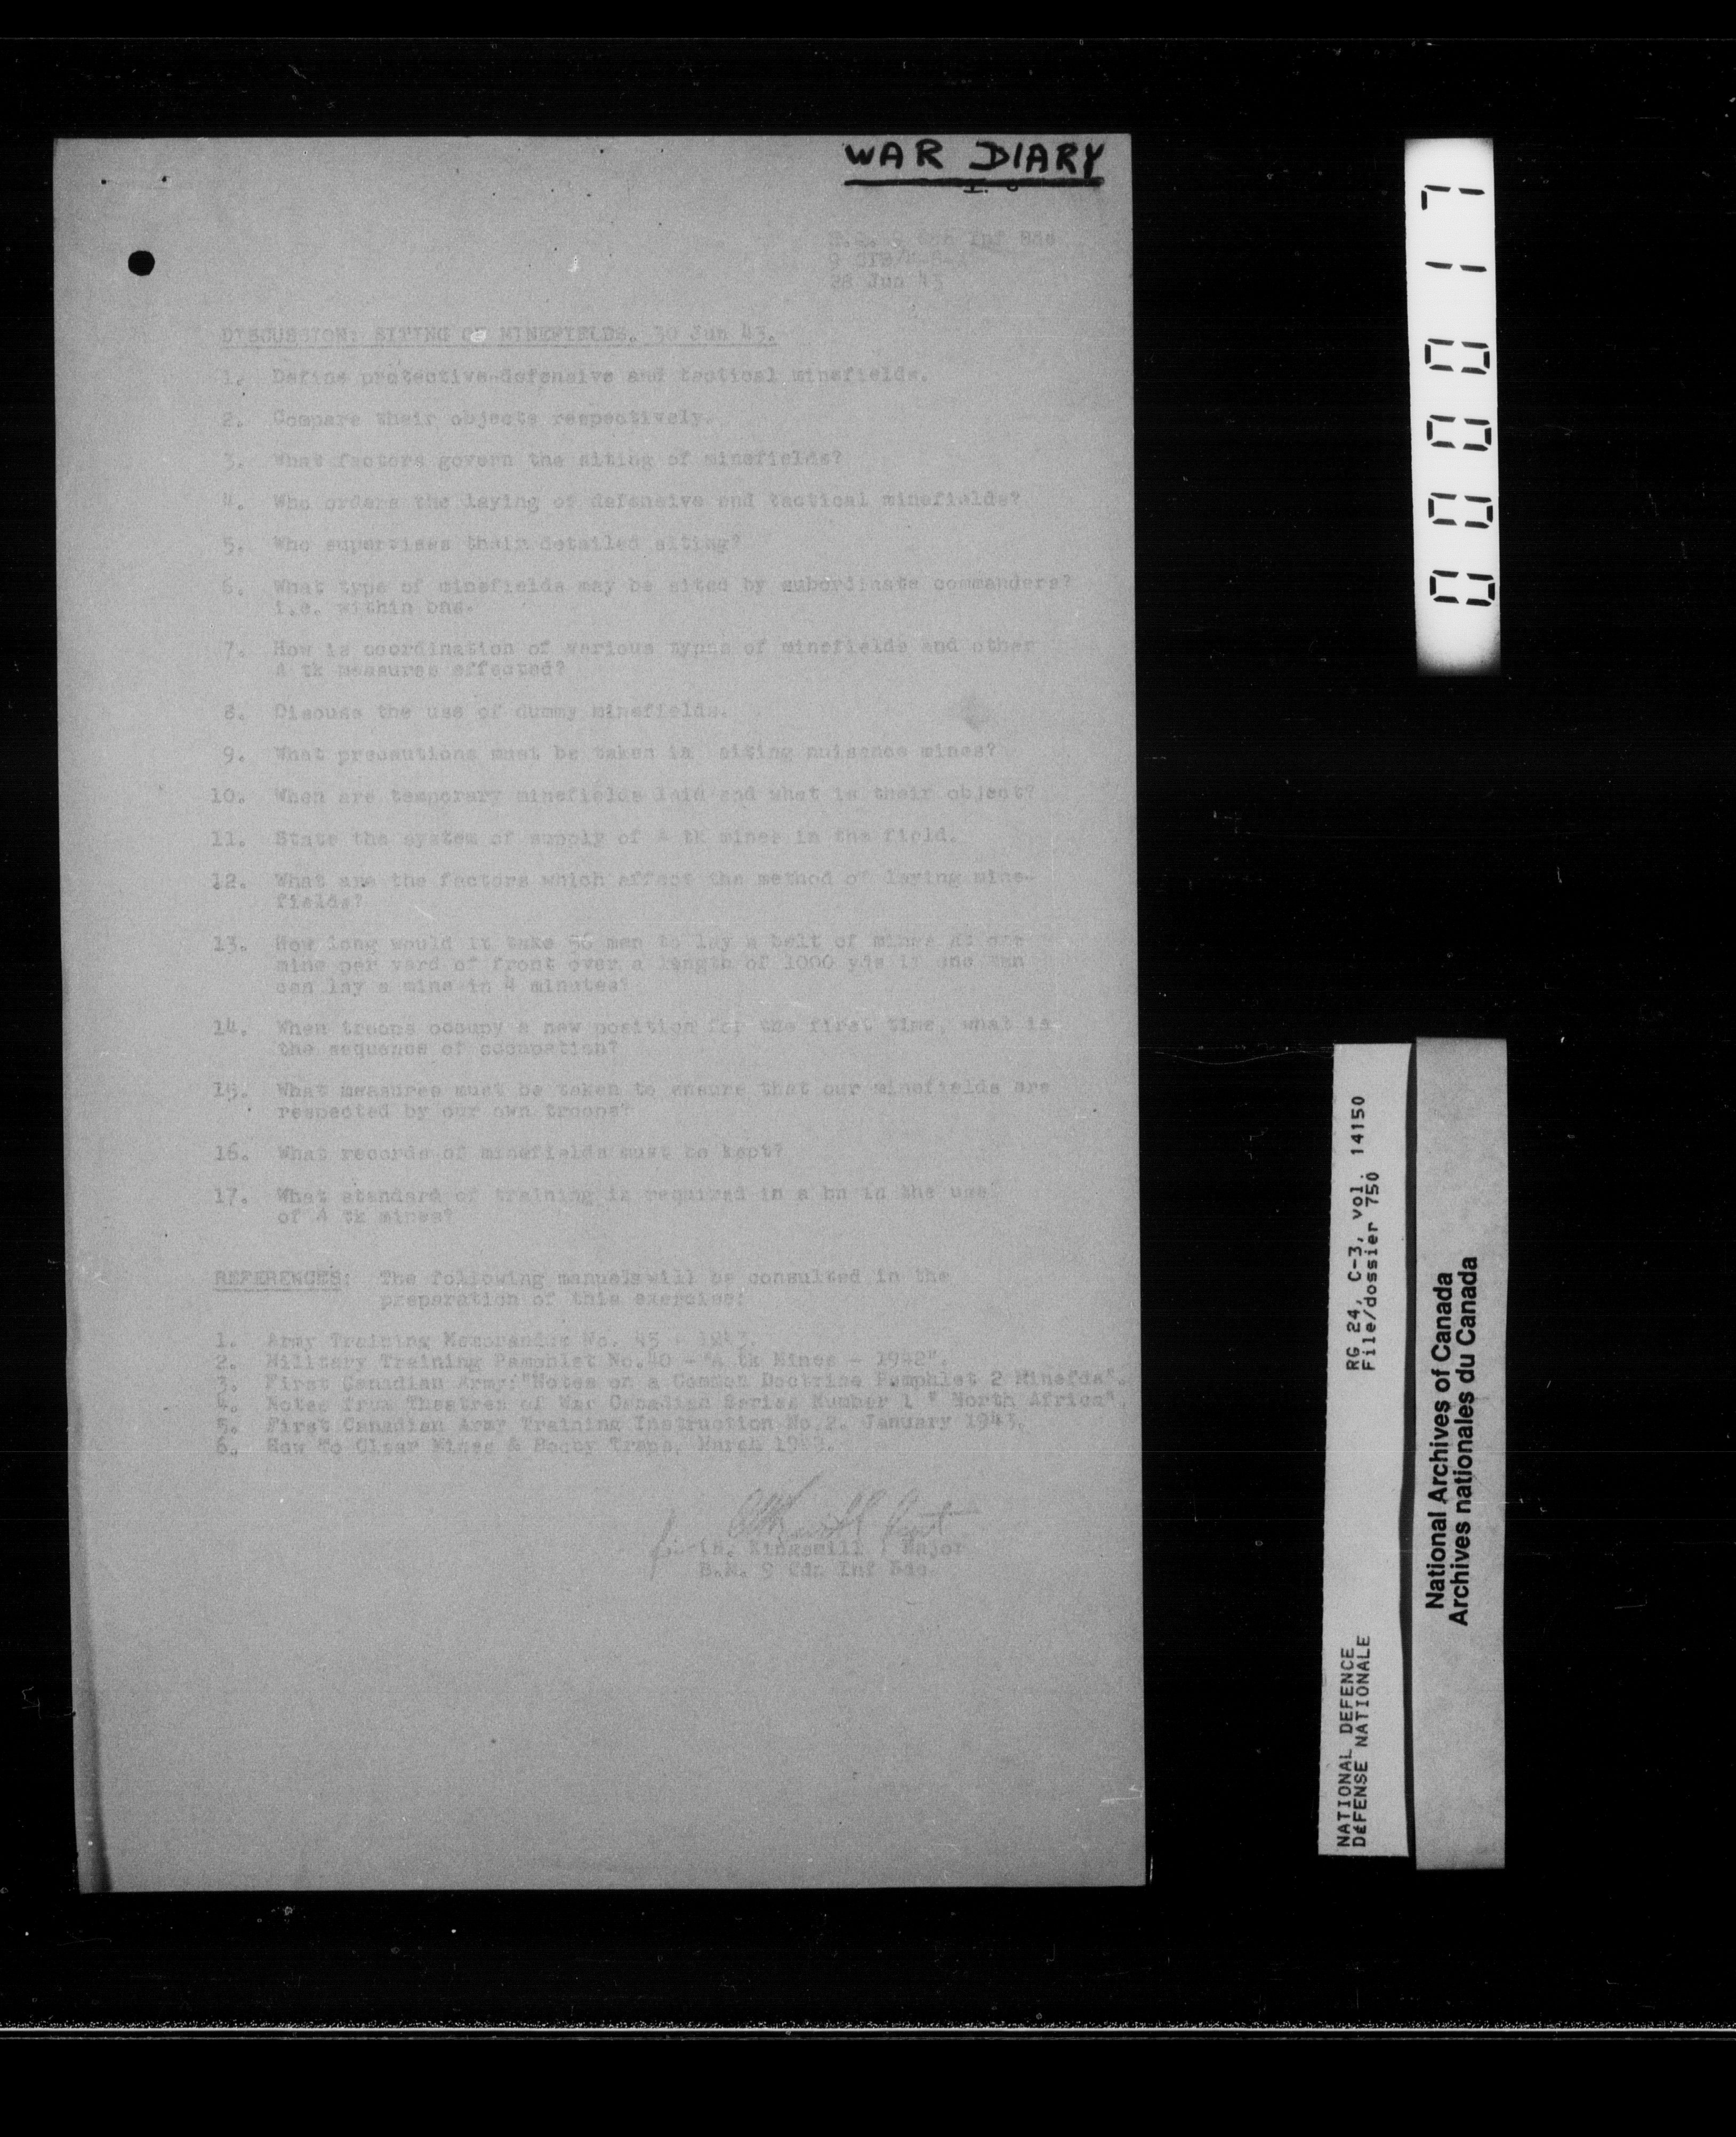 WAR DIARY
H.Q. 9 Cdn Inf Bde
28 Jun 43
DISCUSSION: SITING OF MINEFIELDS. 30 Jun 43.
1. Define protective-defensive and tactical minefields.
2. Compare their objects respectively.
3. What factors govern the siting of minefields?
4. Who orders the laying of defensive and tactical minefields?
5. Who supervises their detailed siting?
6. What type of minefields may be sited by subordinate commanders?
i.e. within bns.
7. How is coordination of various types of minefields and other
A tk measures effected?
8. Discuss the use of dummy minefields.
9. What precautions must be taken in siting nuisance mines?
10. When are temporary minefields laid and what is their object?
11. State the system of supply of A tk mines in the field.
12. What are the factors which affect the method of laying mine-
fields?
13. How long would it take 56 men to lay a belt of mines at one
mine per yard of front over a length of 1000 yds if one man
can lay a mine in 4 minutes?
14. When troops occupy a new position for the first time, what is
the sequence of occupation?
15. What measures must be taken to ensure that our minefields are
respected by our own troops?
16. What records of minefields must be kept?
17. What standard of training is required in a bn in the use
of A tk mines?
REFERENCES: The following manuals will be consulted in the
preparation of this exercise:
1. Army Training Memorandum No. 45 - 1943.
2. Military Training Pamphlet No.40 - "A tk Mines - 1942".
3. First Canadian Army:"Notes on a Common Doctrine Pamphlet 2 Minefds".
4. Notes from Theatres of War Canadian Series Number 1 " North Africa".
5. First Canadian Army Training Instruction No.2. January 1943.
6. How To Clear Mines & Booby Traps, March 1943.
for (N. Kingsmill) Major
B.M. 9 Cdn Inf Bde.
000017
RG 24, C-3, vol. 14150
File/dossier 750
NATIONAL DEFENCE
DÉFENSE NATIONALE
National Archives of Canada
Archives nationales du Canada